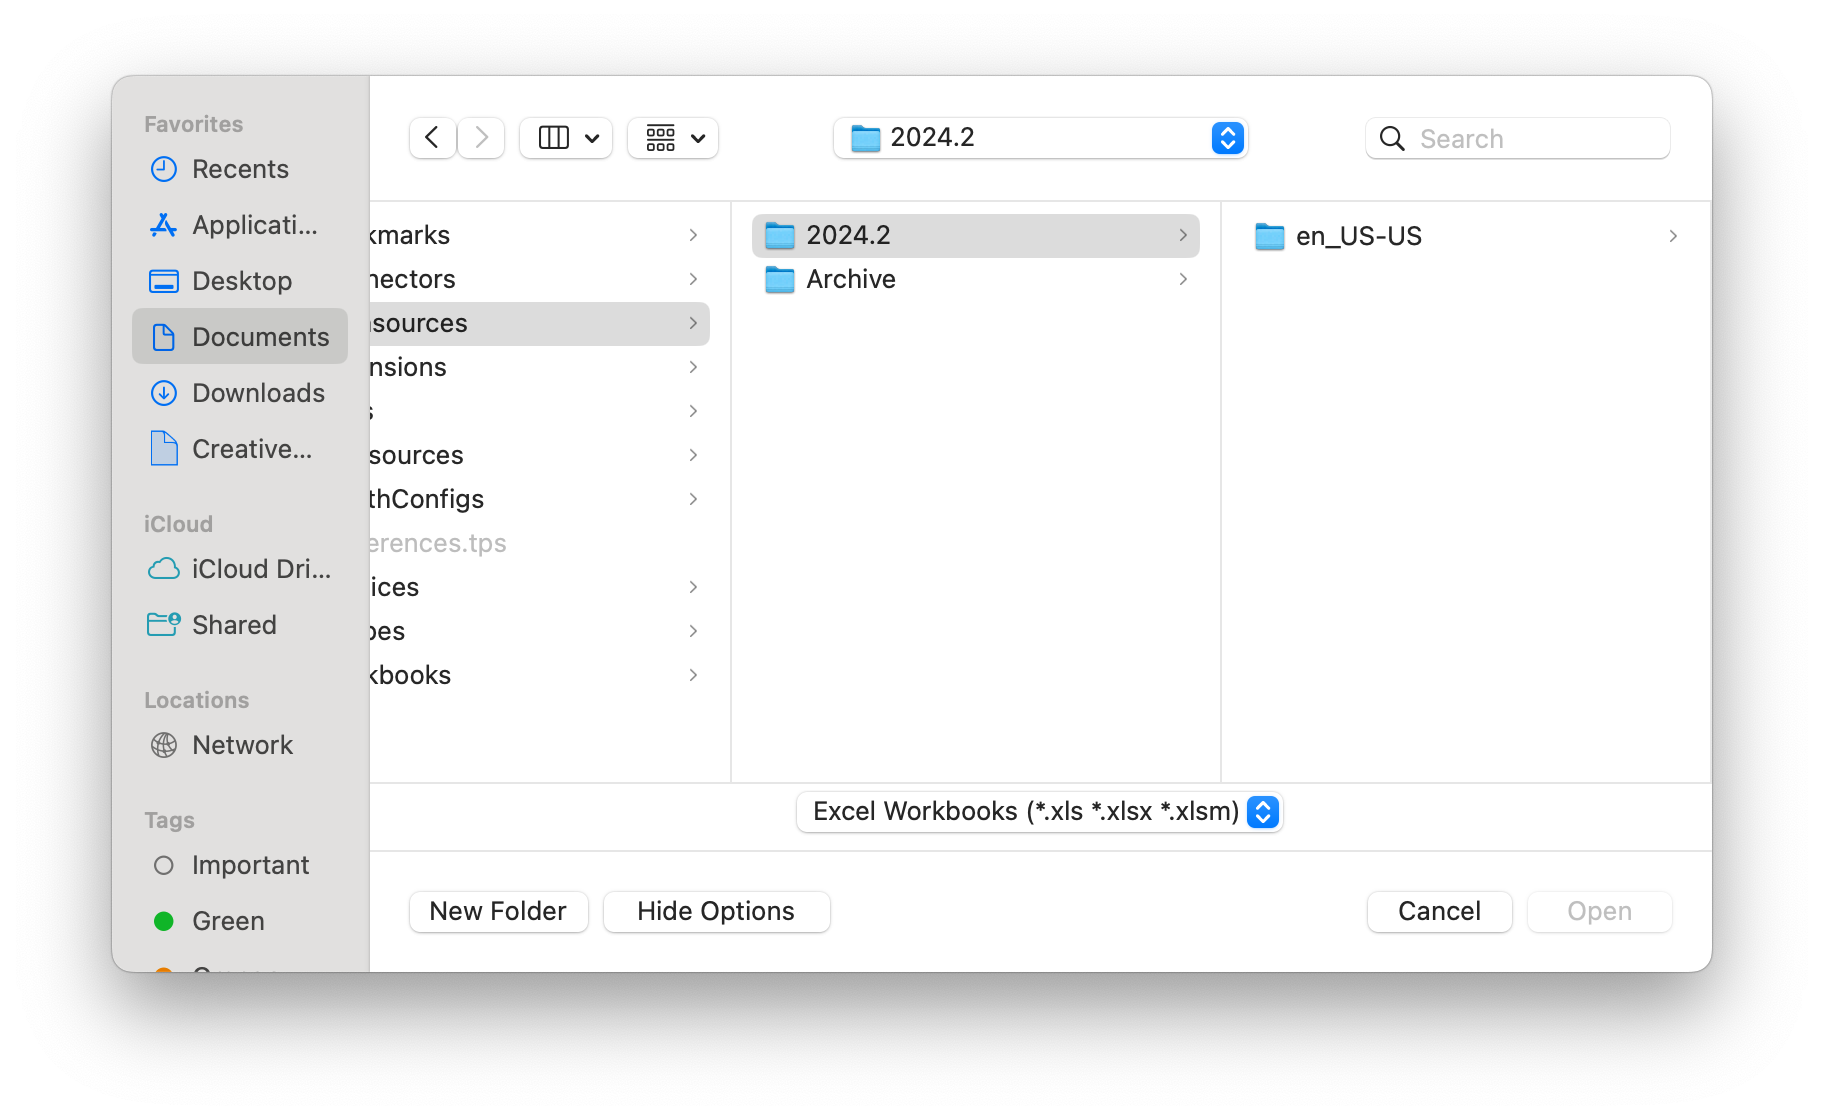 Favorites
Recents
Applicati...
Desktop
Documents
Downloads
Creative...
iCloud
iCloud Dri...
Shared
Locations
Network
Tags
Important
Green
2024.2
Search
kmarks
nectors
asources
nsions
s
sources
thConfigs
erences.tps
ices
pes
kbooks
2024.2
Archive
en_US-US
Excel Workbooks (*.xls *.xlsx *.xlsm)
New Folder
Hide Options
Cancel
Open